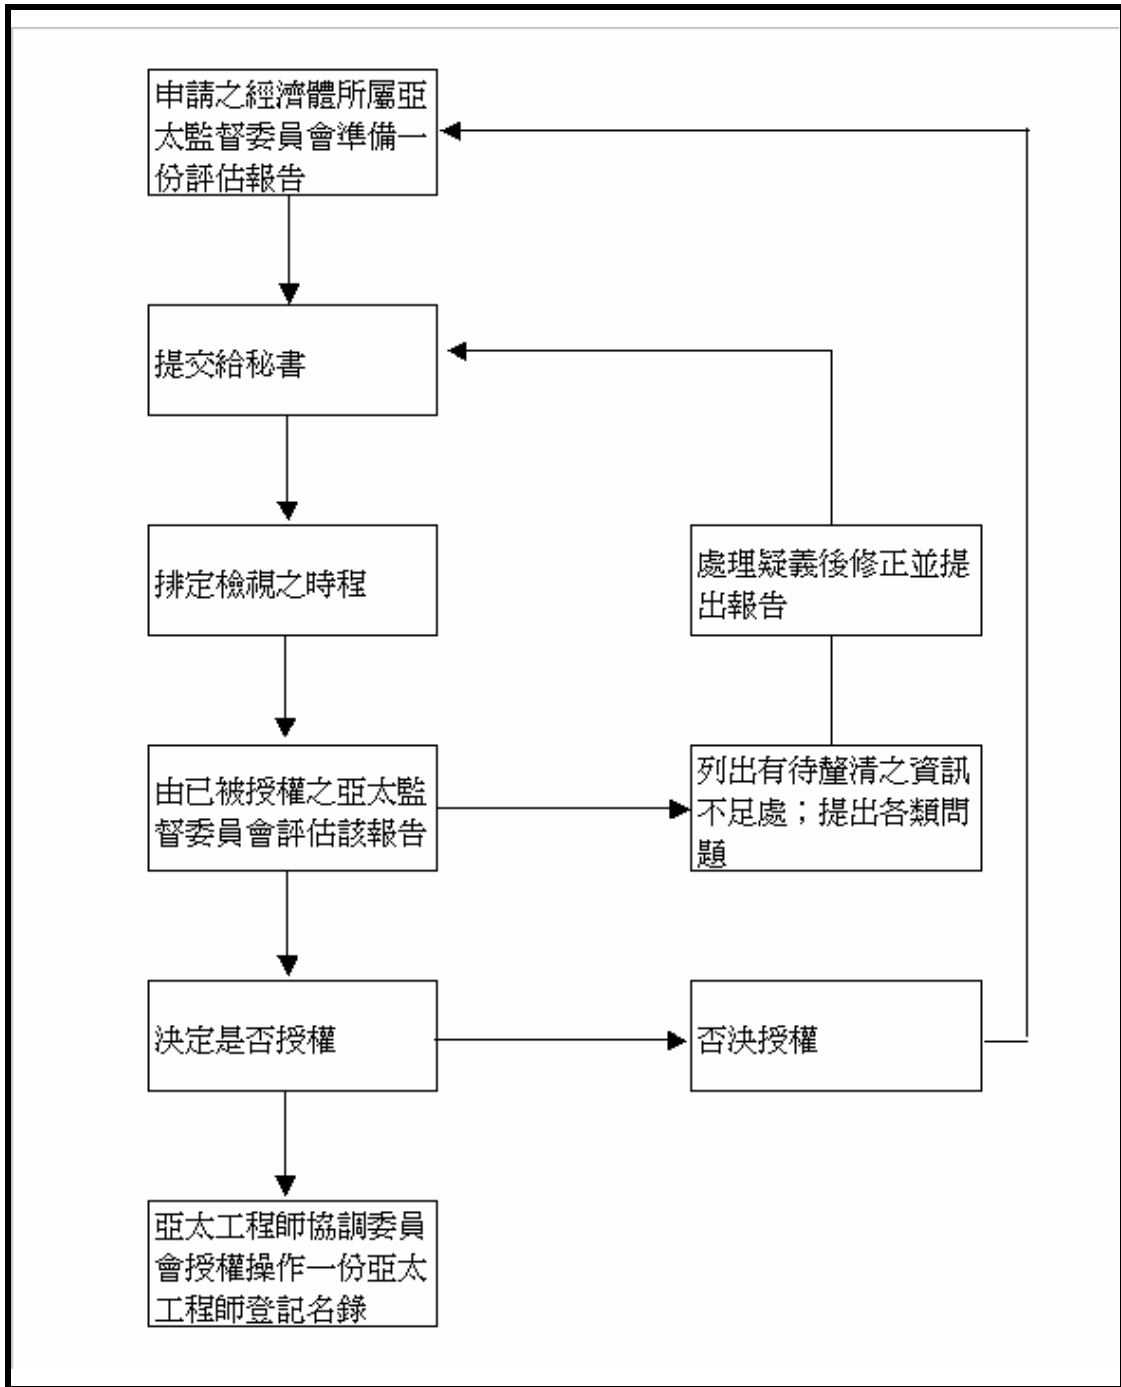 申請之經濟體所屬亞
太監督委員會準備一
份評估報告
提交給秘書
排定檢視之時程
處理疑義後修正並提
出報告
由已被授權之亞太監
督委員會評估該報告
列出有待釐清之資訊
不足處；提出各類問
題
決定是否授權
否決授權
亞太工程師協調委員
會授權操作一份亞太
工程師登記名錄